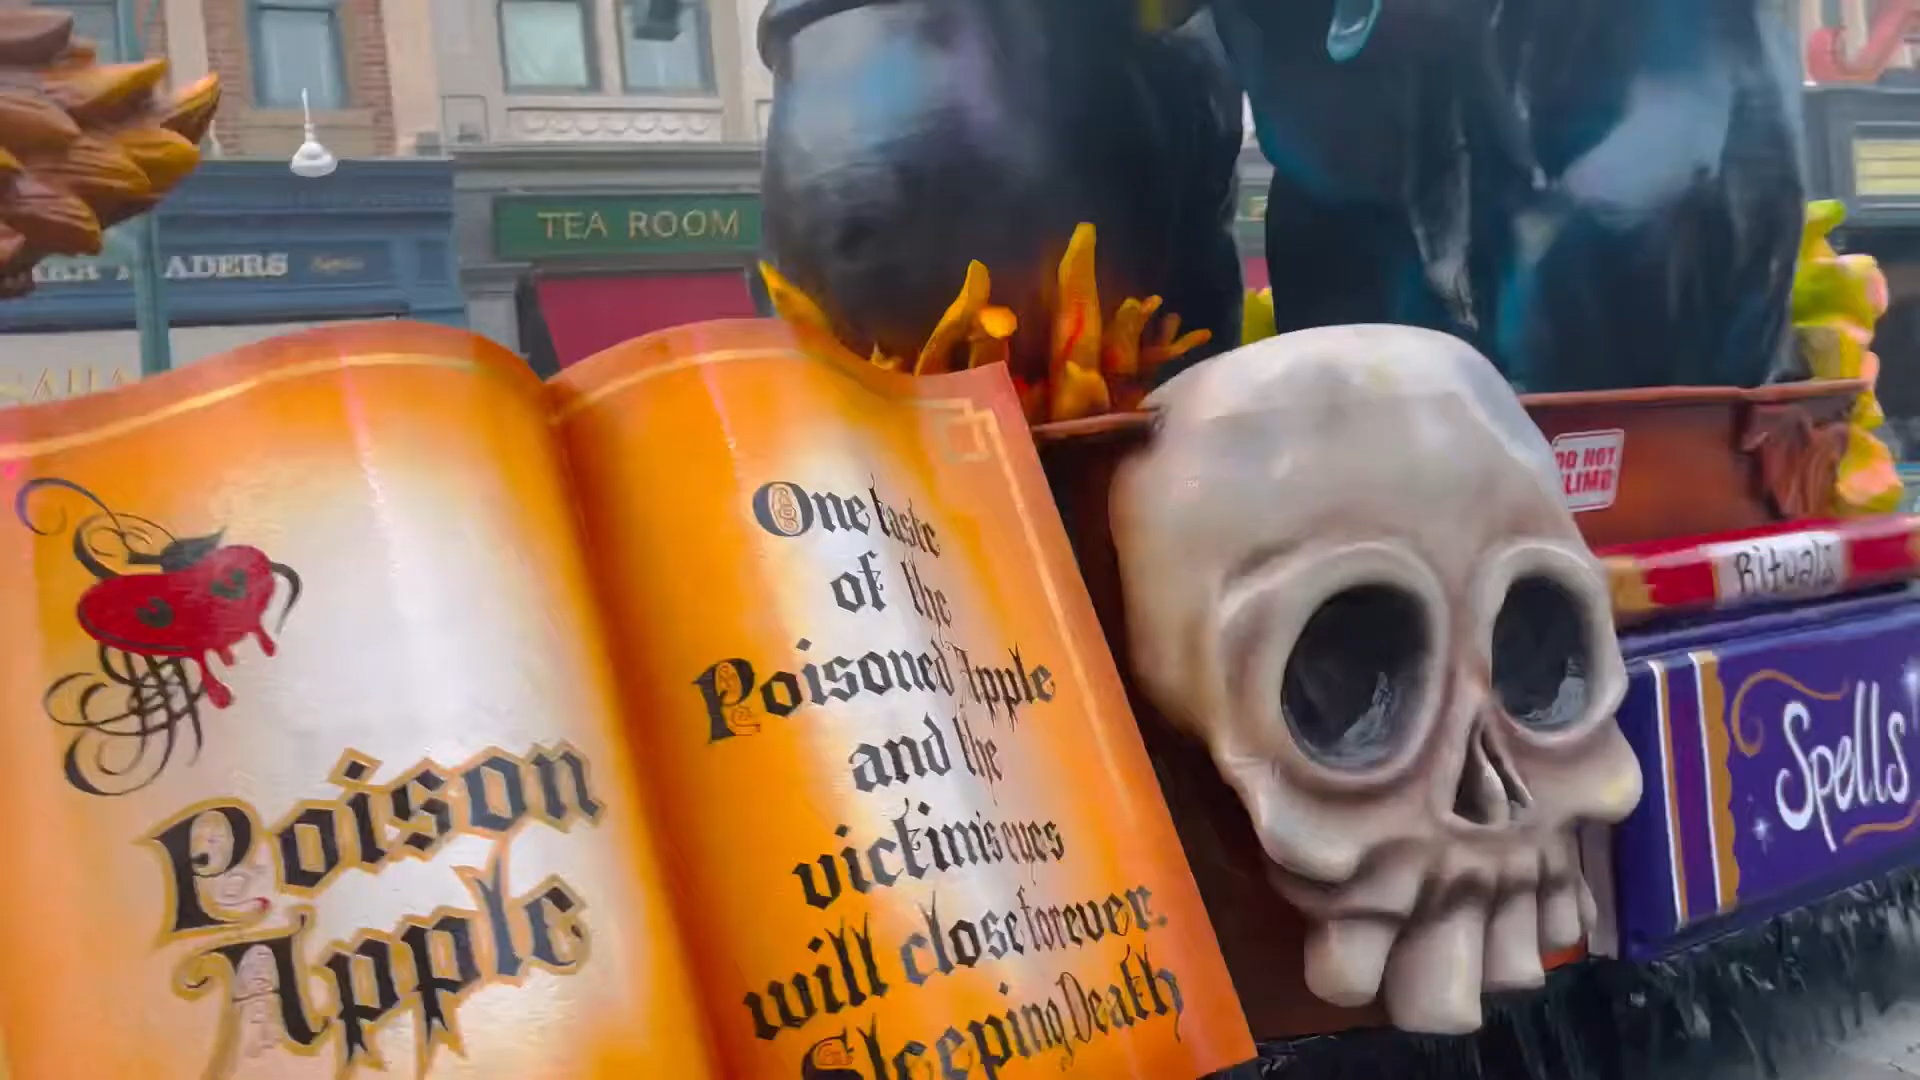 TEA ROOM
ADERS
DO NOT
CLIMB
Rituals
Spells
Poison
Apple
One taste
of the
Poisoned Apple
and the
victim's eyes
will close forever.
Sleeping Death